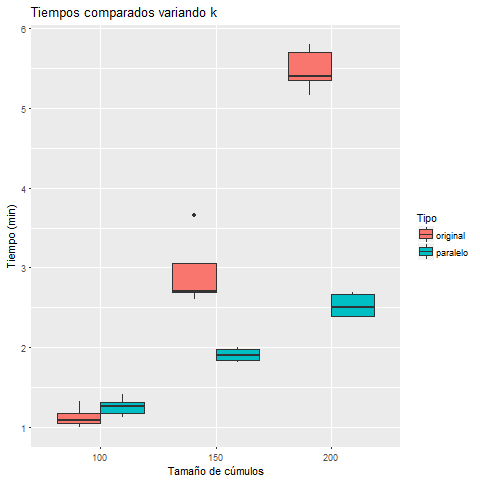 Tiempos comparados variando k
6
5
4
3
2
1
Tiempo (min)
100
150
200
Tamaño de cúmulos
Tipo
original
paralelo